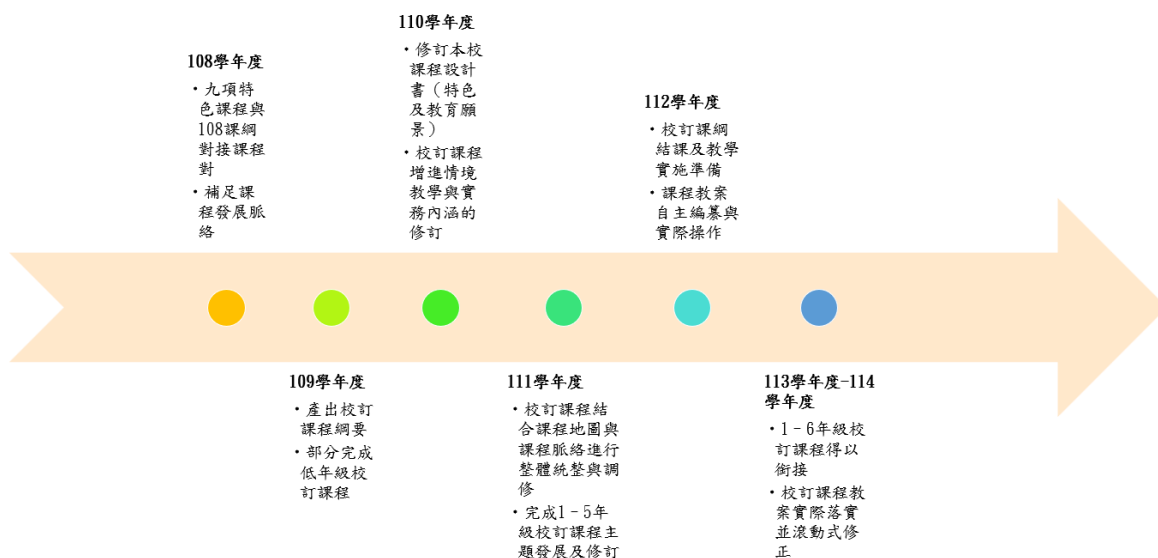 108學年度
・九項特
色課程與
108課綱
對接課程
對
・補足課
程發展脈
絡
109學年度
・產出校訂
課程綱要
・部分完成
低年級校
訂課程
110學年度
・修訂本校
課程設計
書（特色
及教育願
景）
・校訂課程
增進情境
教學與實
務內涵的
修訂
111學年度
・校訂課程結
合課程地圖與
課程脈絡進行
整體統整與調
修
・完成1-5年
級校訂課程主
題發展及修訂
112學年度
・校訂課綱
結課及教學
實施準備
・課程教案
自主編纂與
實際操作
113學年度-114
學年度
・1-6年級校
訂課程得以
銜接
・校訂課程教
案實際落實
並滾動式修
正